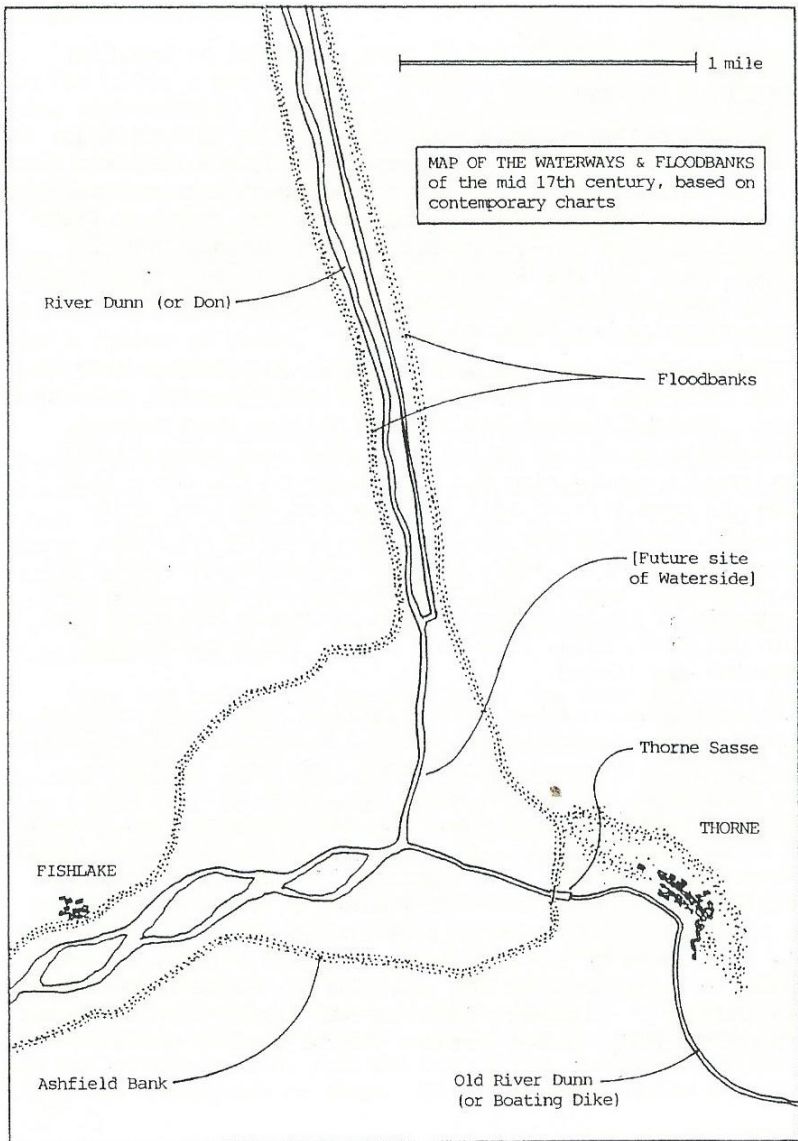 1 mile
MAP OF THE WATERWAYS & FLOODBANKS
of the mid 17th century, based on
contemporary charts
River Dunn (or Don)
Floodbanks
[Future site
of Waterside]
Thorne Sasse
THORNE
FISHLAKE
Ashfield Bank
Old River Dunn
(or Boating Dike)